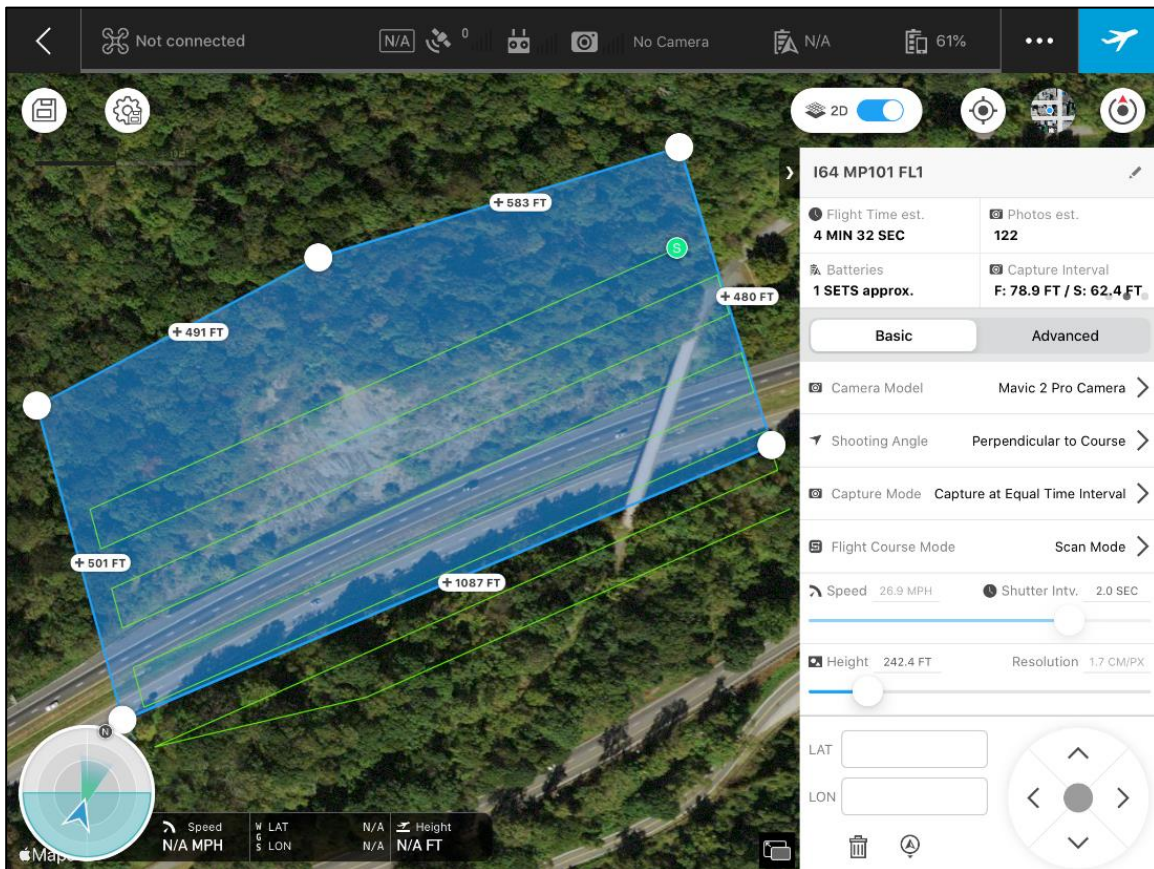 Not connected
N/A
0
No Camera
N/A
61%
2D
I64 MP101 FL1
Flight Time est.
4 MIN 32 SEC
Photos est.
122
Batteries
1 SETS approx.
Capture Interval
F: 78.9 FT / S: 62.4 FT
Basic
Advanced
Camera Model
Mavic 2 Pro Camera
Shooting Angle
Perpendicular to Course
Capture Mode
Capture at Equal Time Interval
Flight Course Mode
Scan Mode
Speed 26.9 MPH
Shutter Intv. 2.0 SEC
Height 242.4 FT
Resolution 1.7 CM/PX
LAT
LON
+ 583 FT
+ 480 FT
+ 491 FT
+ 501 FT
+ 1087 FT
S
N
Speed
N/A MPH
WGS
LAT N/A
LON N/A
Height
N/A FT